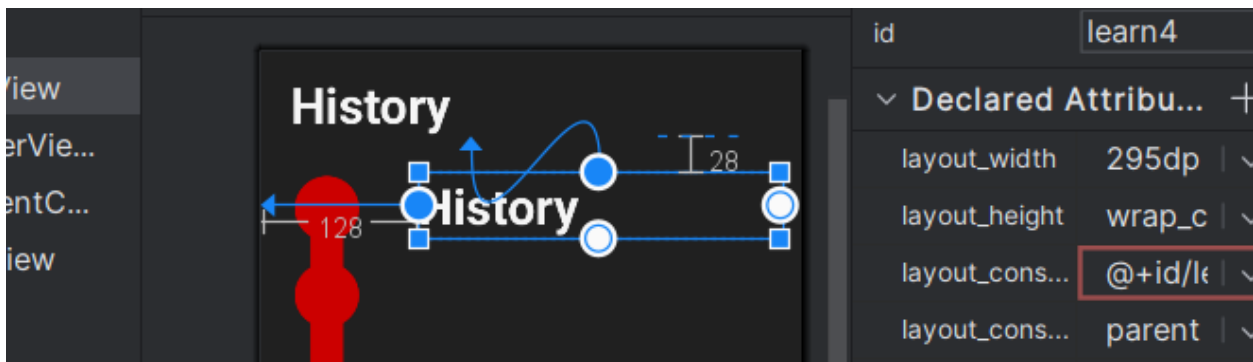 id
learn4
View
Declared Attribu...
erVie...
entC...
iew
History
28
History
128
layout_width
295dp
layout_height
wrap_c
layout_cons...
@+id/le
layout_cons...
parent